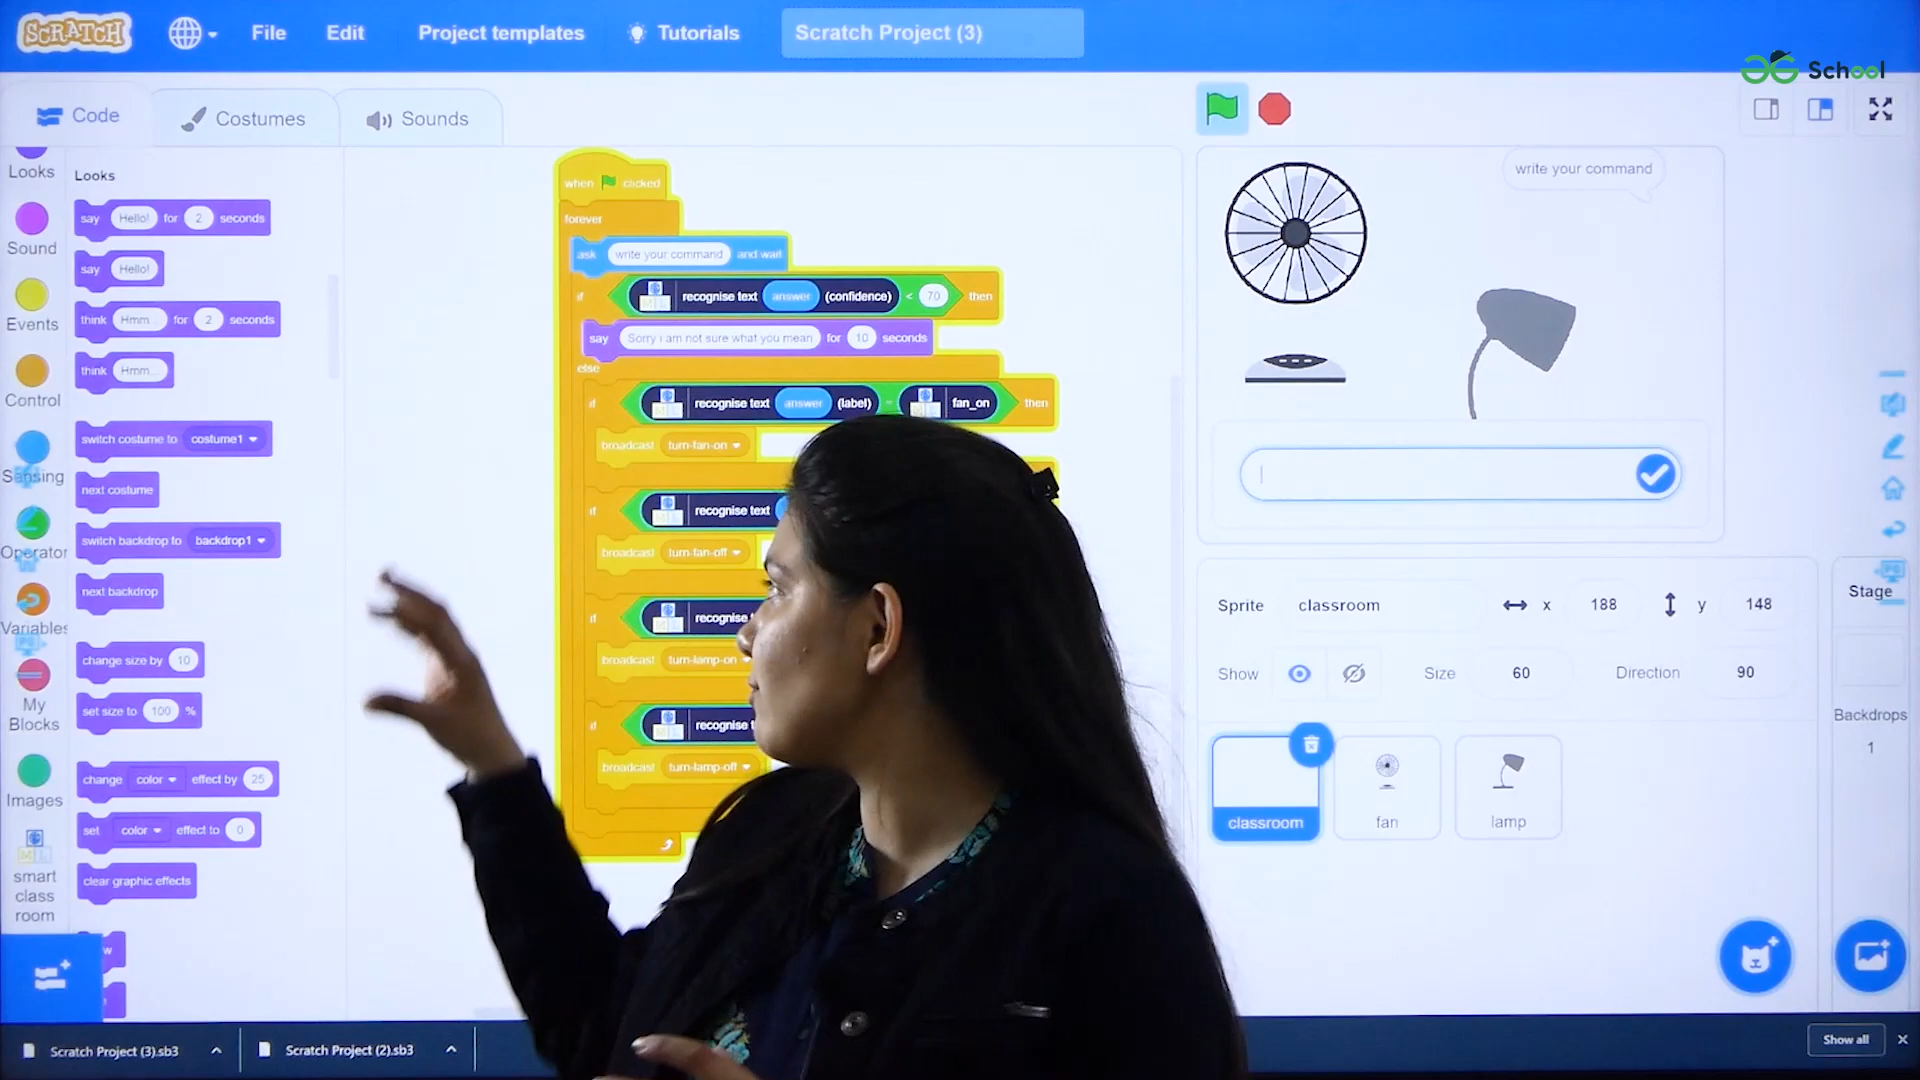 SCRATCH
File
Edit
Project templates
Tutorials
Scratch Project (3)
GG School
Code
Costumes
Sounds
Looks
Sound
Events
Control
Sensing
Operator
Variables
My
Blocks
Images
smart
class
room
Looks
say Hello! for 2 seconds
say Hello!
think Hmm... for 2 seconds
think Hmm...
switch costume to costume1
next costume
switch backdrop to backdrop1
next backdrop
change size by 10
set size to 100 %
change color effect by 25
set color effect to 0
clear graphic effects
when clicked
forever
ask write your command and wait
if recognise text answer (confidence) < 70 then
say Sorry i am not sure what you mean for 10 seconds
else
if recognise text answer (label) = fan_on then
broadcast turn-fan-on
if recognise text
broadcast turn-fan-off
if recognise
broadcast turn-lamp-on
if recognise
broadcast turn-lamp-off
write your command
Sprite classroom x 188 y 148
Show Size 60 Direction 90
classroom
fan
lamp
Stage
Backdrops
1
Scratch Project (3).sb3
Scratch Project (2).sb3
Show all